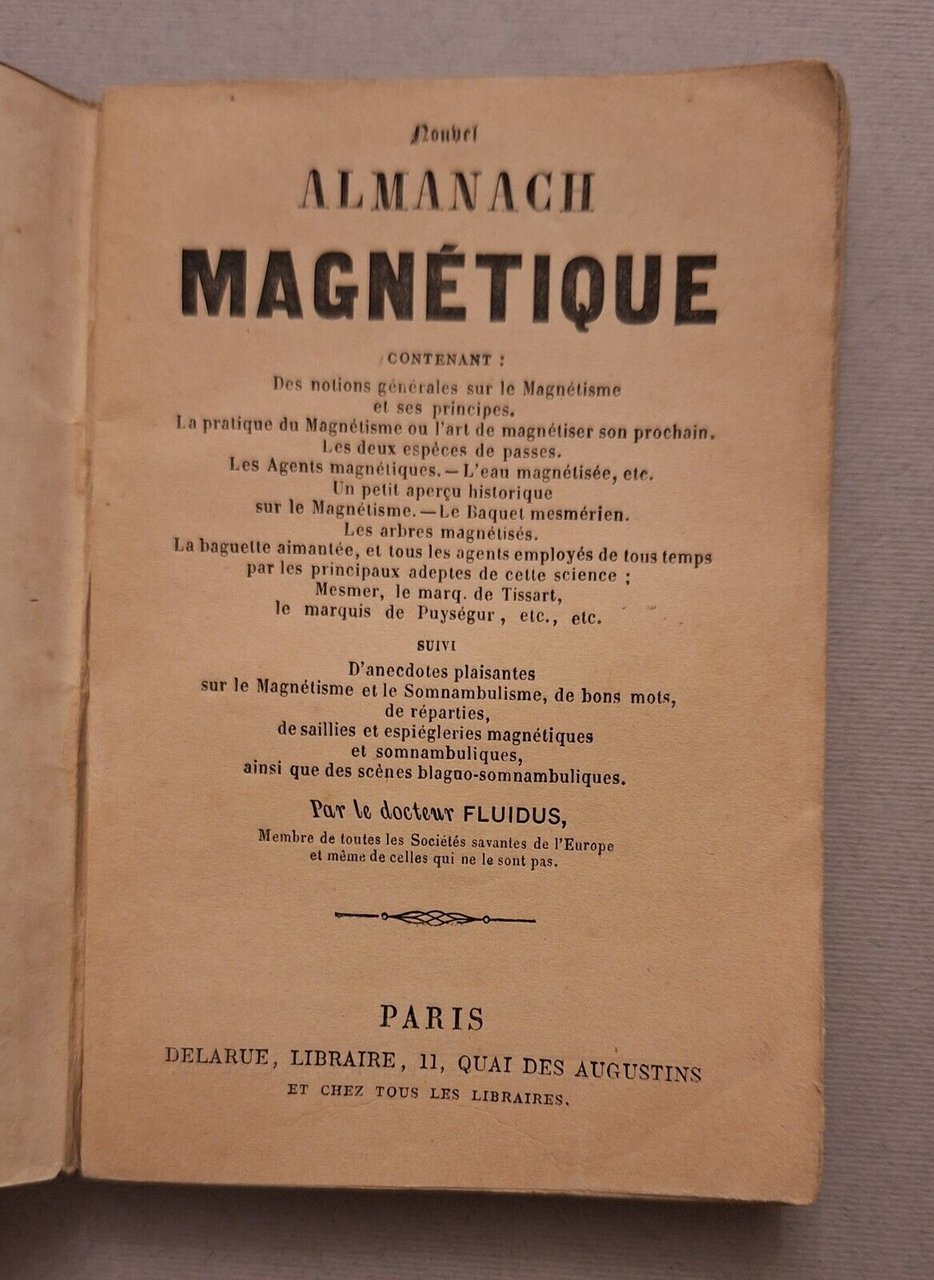 Nouvel
ALMANACH
MAGNÉTIQUE
CONTENANT :
Des notions générales sur le Magnétisme
et ses principes.
La pratique du Magnétisme ou l'art de magnétiser son prochain.
Les deux espèces de passes.
Les Agents magnétiques. — L'eau magnétisée, etc.
Un petit aperçu historique
sur le Magnétisme. — Le Baquet mesmérien.
Les arbres magnétisés.
La baguette aimantée, et tous les agents employés de tous temps
par les principaux adeptes de cette science ;
Mesmer, le marq. de Tissart,
le marquis de Puységur, etc., etc.
SUIVI
D'anecdotes plaisantes
sur le Magnétisme et le Somnambulisme, de bons mots,
de réparties,
de saillies et espiégleries magnétiques
et somnambuliques,
ainsi que des scènes blaguo-somnambuliques.
Par le docteur FLUIDUS,
Membre de toutes les Sociétés savantes de l'Europe
et même de celles qui ne le sont pas.
PARIS
DELARUE, LIBRAIRE, 11, QUAI DES AUGUSTINS
ET CHEZ TOUS LES LIBRAIRES.